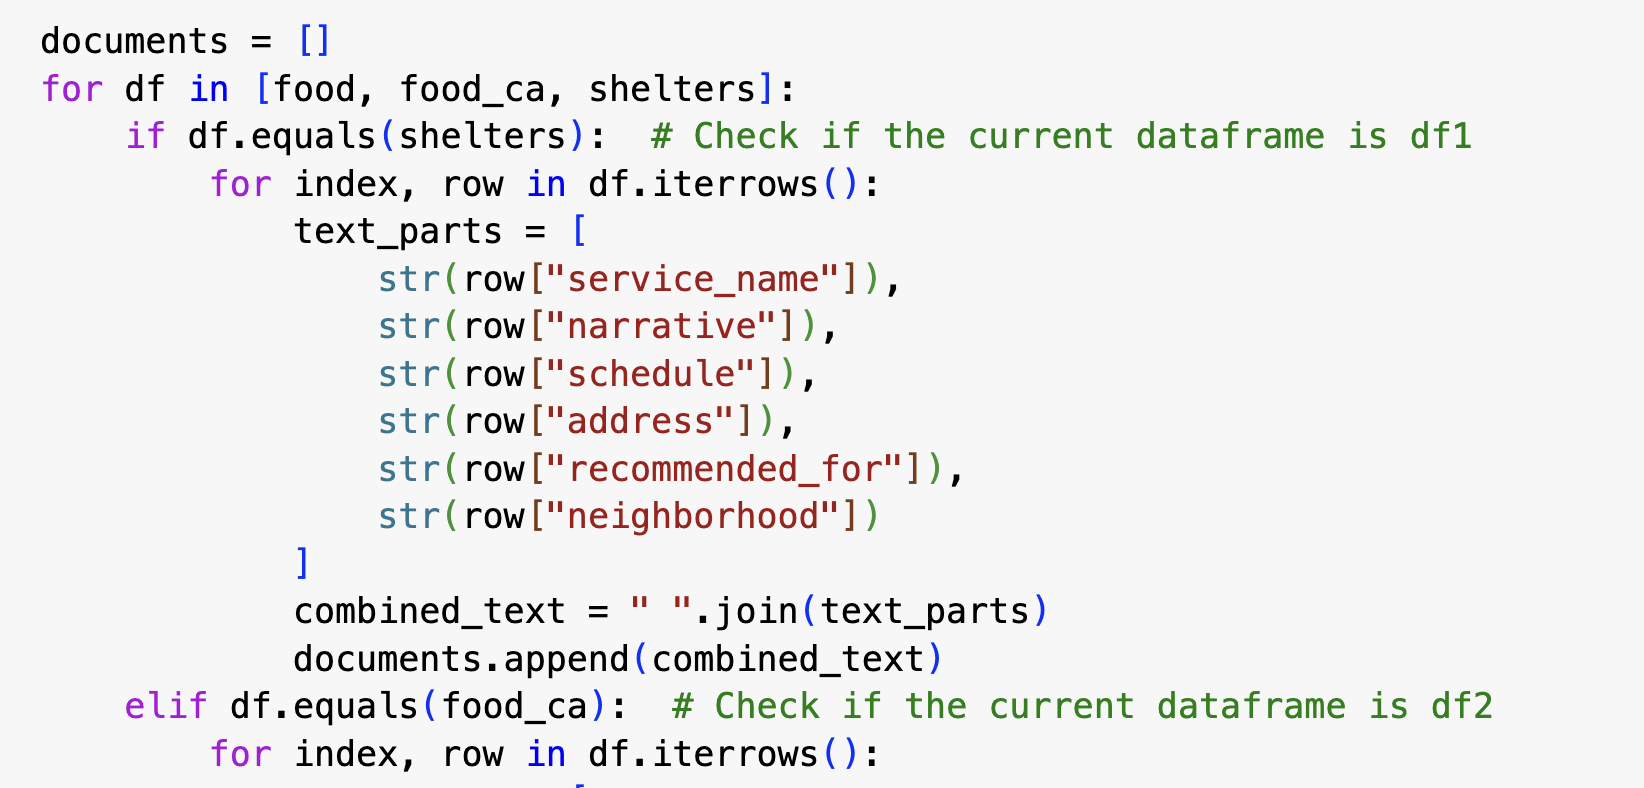 documents = []
for df in [food, food_ca, shelters]:
    if df.equals(shelters):  # Check if the current dataframe is df1
        for index, row in df.iterrows():
            text_parts = [
                str(row["service_name"]),
                str(row["narrative"]),
                str(row["schedule"]),
                str(row["address"]),
                str(row["recommended_for"]),
                str(row["neighborhood"])
            ]
            combined_text = " ".join(text_parts)
            documents.append(combined_text)
    elif df.equals(food_ca):  # Check if the current dataframe is df2
        for index, row in df.iterrows():